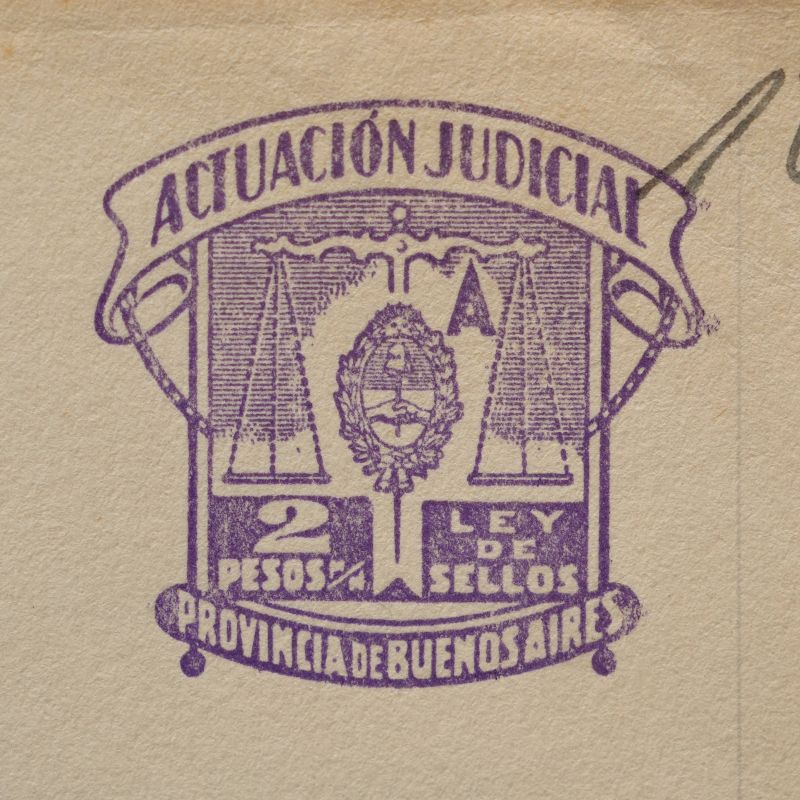 ACTUACIÓN JUDICIAL
A
2
PESOS M/N
LEY
DE
SELLOS
PROVINCIA DE BUENOS AIRES